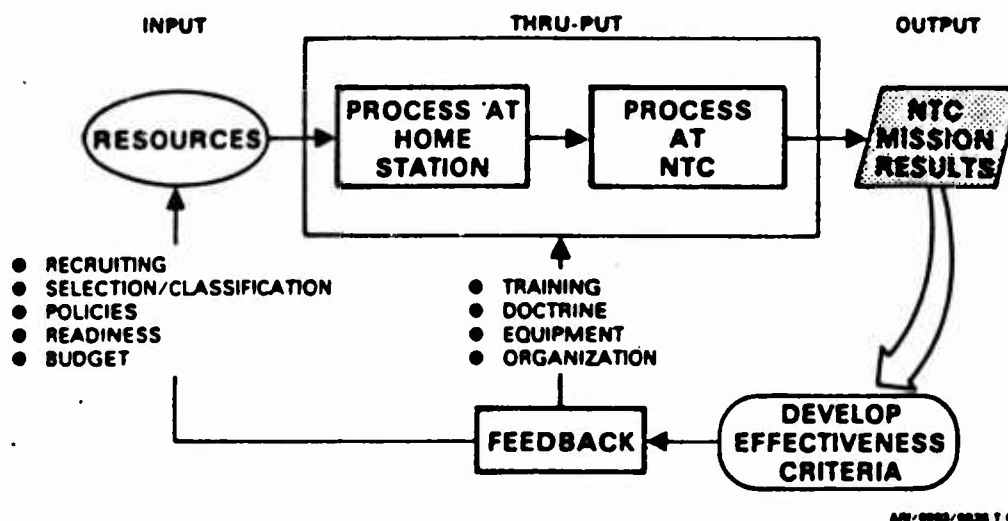 INPUT
THRU-PUT
OUTPUT
RESOURCES
PROCESS AT
HOME
STATION
PROCESS
AT
NTC
NTC
MISSION
RESULTS
● RECRUITING
● SELECTION/CLASSIFICATION
● POLICIES
● READINESS
● BUDGET
● TRAINING
● DOCTRINE
● EQUIPMENT
● ORGANIZATION
FEEDBACK
DEVELOP
EFFECTIVENESS
CRITERIA